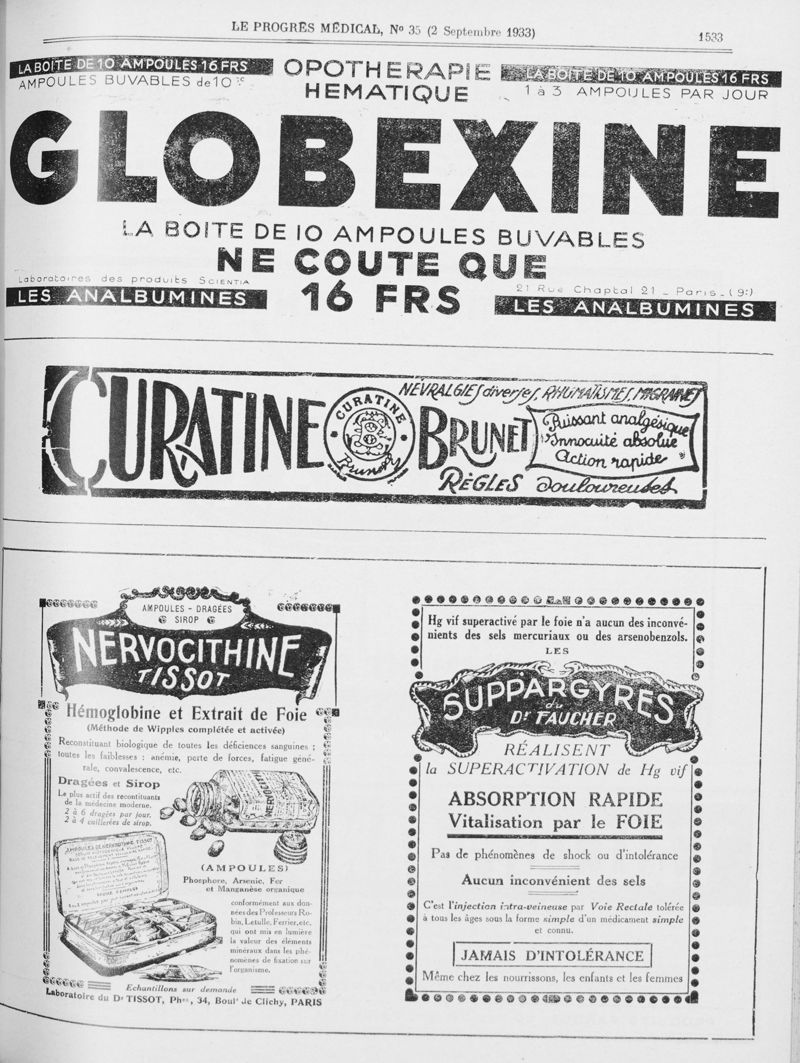 LE PROGRÈS MÉDICAL, No 35 (2 Septembre 1933)
1533
LA BOITE DE 10 AMPOULES 16 FRS
AMPOULES BUVABLES de 10 cc
OPOTHERAPIE
HEMATIQUE
LA BOITE DE 10 AMPOULES 16 FRS
1 à 3 AMPOULES PAR JOUR
GLOBEXINE
LA BOITE DE 10 AMPOULES BUVABLES
NE COUTE QUE
16 FRS
Laboratoires des produits SCIENTIA
LES ANALBUMINES
21 Rue Chaptal 21 _ Paris _ (9e)
LES ANALBUMINES
CURATINE
CURATINE
Brunet
BRUNET
NEVRALGIES diverses, RHUMATISMES, MIGRAINES
Puissant analgésique
Innocuité absolue
Action rapide
RÈGLES douloureuses
AMPOULES - DRAGÉES
SIROP
NERVOCITHINE
TISSOT
Hémoglobine et Extrait de Foie
(Méthode de Wipples complétée et activée)
Reconstituant biologique de toutes les déficiences sanguines ;
toutes les faiblesses : anémie, perte de forces, fatigue géné-
rale, convalescence, etc.
Dragées et Sirop
Le plus actif des reconstituants
de la médecine moderne.
2 à 6 dragées par jour.
2 à 4 cuillerées de sirop.
NERVOCI
AMPOULES DE NERVOCITHINE TISSOT
(AMPOULES)
Phosphore, Arsenic, Fer
et Manganèse organique
conformément aux don-
nées des Professeurs Ro-
bin, Letulle, Ferrier, etc.
qui ont mis en lumière
la valeur des éléments
minéraux dans les phé-
nomènes de fixation sur
l'organisme.
Echantillons sur demande
Laboratoire du Dr TISSOT, Phen, 34, Bould de Clichy, PARIS
Hg vif superactivé par le foie n'a aucun des inconvé-
nients des sels mercuriaux ou des arsenobenzols.
LES
SUPPARGYRES
du
Dr FAUCHER
RÉALISENT
la SUPERACTIVATION de Hg vif
ABSORPTION RAPIDE
Vitalisation par le FOIE
Pas de phénomènes de shock ou d'intolérance
Aucun inconvénient des sels
C'est l'injection intra-veineuse par Voie Rectale tolérée
à tous les âges sous la forme simple d'un médicament simple
et connu.
JAMAIS D'INTOLÉRANCE
Même chez les nourrissons, les enfants et les femmes